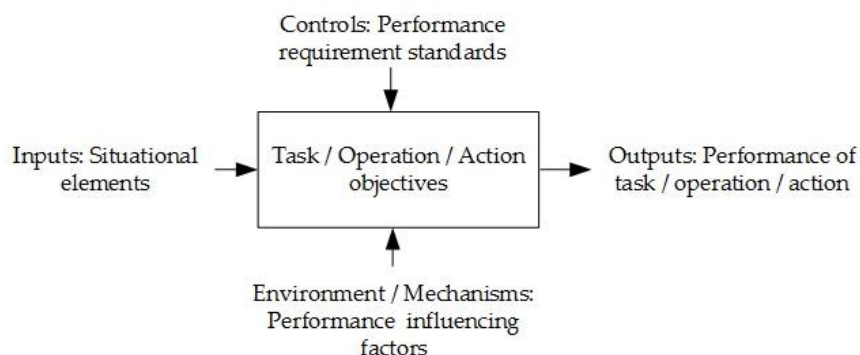 Controls: Performance
requirement standards
Inputs: Situational
elements
Task / Operation / Action
objectives
Outputs: Performance of
task / operation / action
Environment / Mechanisms:
Performance influencing
factors